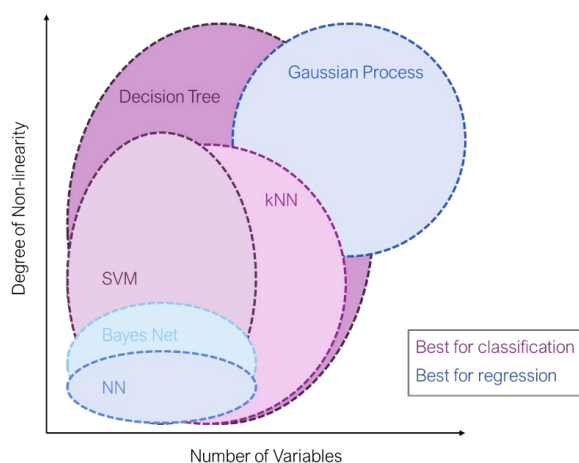 Degree of Non-linearity
Decision Tree
Gaussian Process
kNN
SVM
Bayes Net
NN
Best for classification
Best for regression
Number of Variables